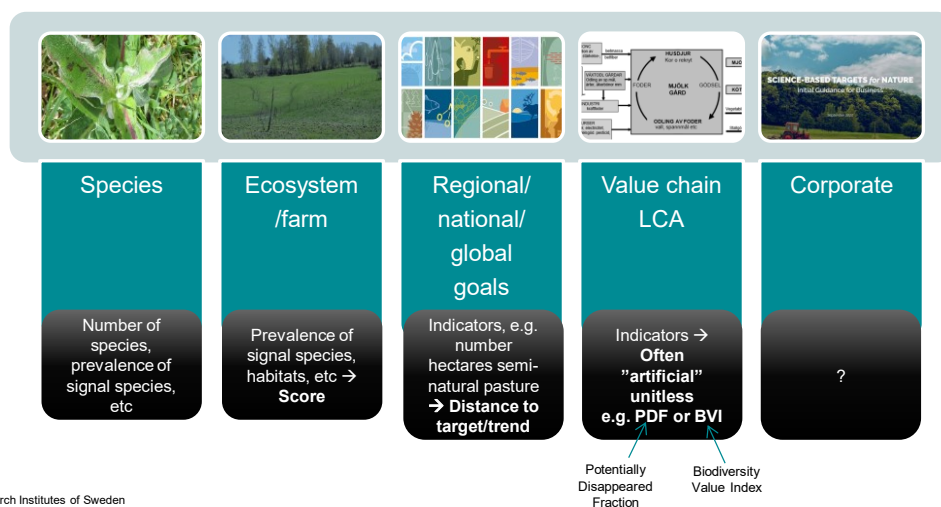 SCIENCE-BASED TARGETS for NATURE
Initial Guidance for Business
HUSDJUR
FODER
MJÖLK
GÅRD
GÖDSEL
ODLING AV FODER
Species
Ecosystem
/farm
Regional/
national/
global
goals
Value chain
LCA
Corporate
Number of
species,
prevalence of
signal species,
etc
Prevalence of
signal species,
habitats, etc →
Score
Indicators, e.g.
number
hectares semi-
natural pasture
→ Distance to
target/trend
Indicators →
Often
"artificial"
unitless
e.g. PDF or BVI
?
Potentially
Disappeared
Fraction
Biodiversity
Value Index
rch Institutes of Sweden